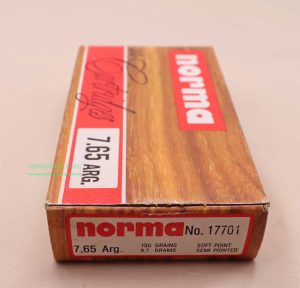 norma
Cartridges
7.65 ARG.
norma No. 17701
7,65 Arg. 150 GRAINS SOFT POINT
9.7 GRAMS SEMI POINTED